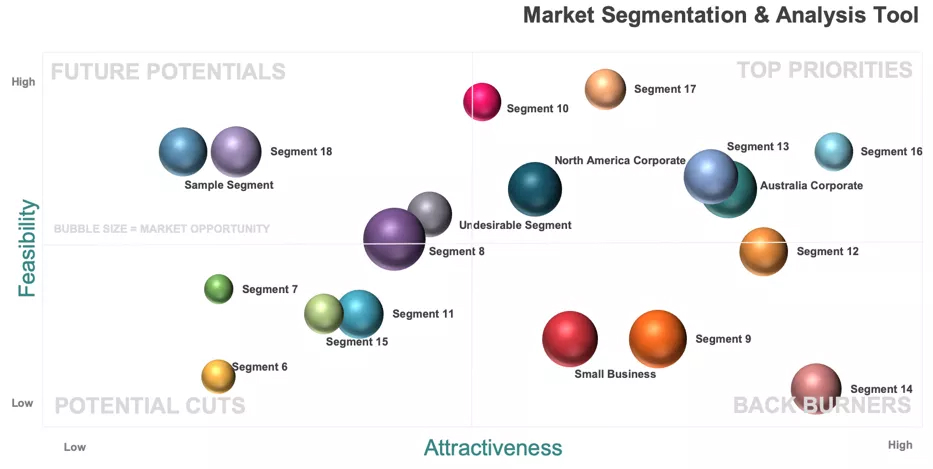 Market Segmentation & Analysis Tool
FUTURE POTENTIALS
TOP PRIORITIES
High
Segment 17
Segment 10
Segment 13
Segment 18
Segment 16
North America Corporate
Sample Segment
Australia Corporate
Undesirable Segment
BUBBLE SIZE = MARKET OPPORTUNITY
Feasibility
Segment 8
Segment 12
Segment 7
Segment 11
Segment 15
Segment 9
Segment 6
Small Business
Segment 14
Low
POTENTIAL CUTS
BACK BURNERS
Low
Attractiveness
High